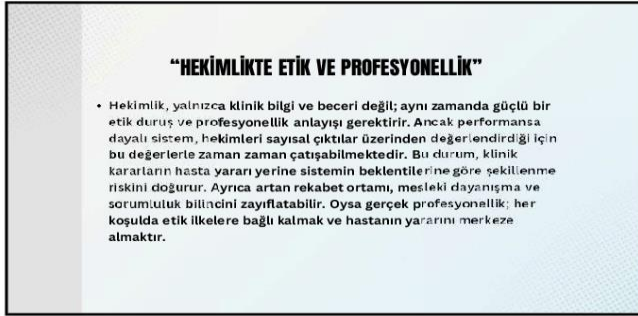 “HEKİMLİKTE ETİK VE PROFESYONELLİK”
• Hekimlik, yalnızca klinik bilgi ve beceri değil; aynı zamanda güçlü bir
etik duruş ve profesyonellik anlayışı gerektirir. Ancak performansa
dayalı sistem, hekimleri sayısal çıktılar üzerinden değerlendirdiği için
bu değerlerle zaman zaman çatışabilmektedir. Bu durum, klinik
kararların hasta yararı yerine sistemin beklentilerine göre şekillenme
riskini doğurur. Ayrıca artan rekabet ortamı, mesleki dayanışma ve
sorumluluk bilincini zayıflatabilir. Oysa gerçek profesyonellik; her
koşulda etik ilkelere bağlı kalmak ve hastanın yararını merkeze
almaktır.